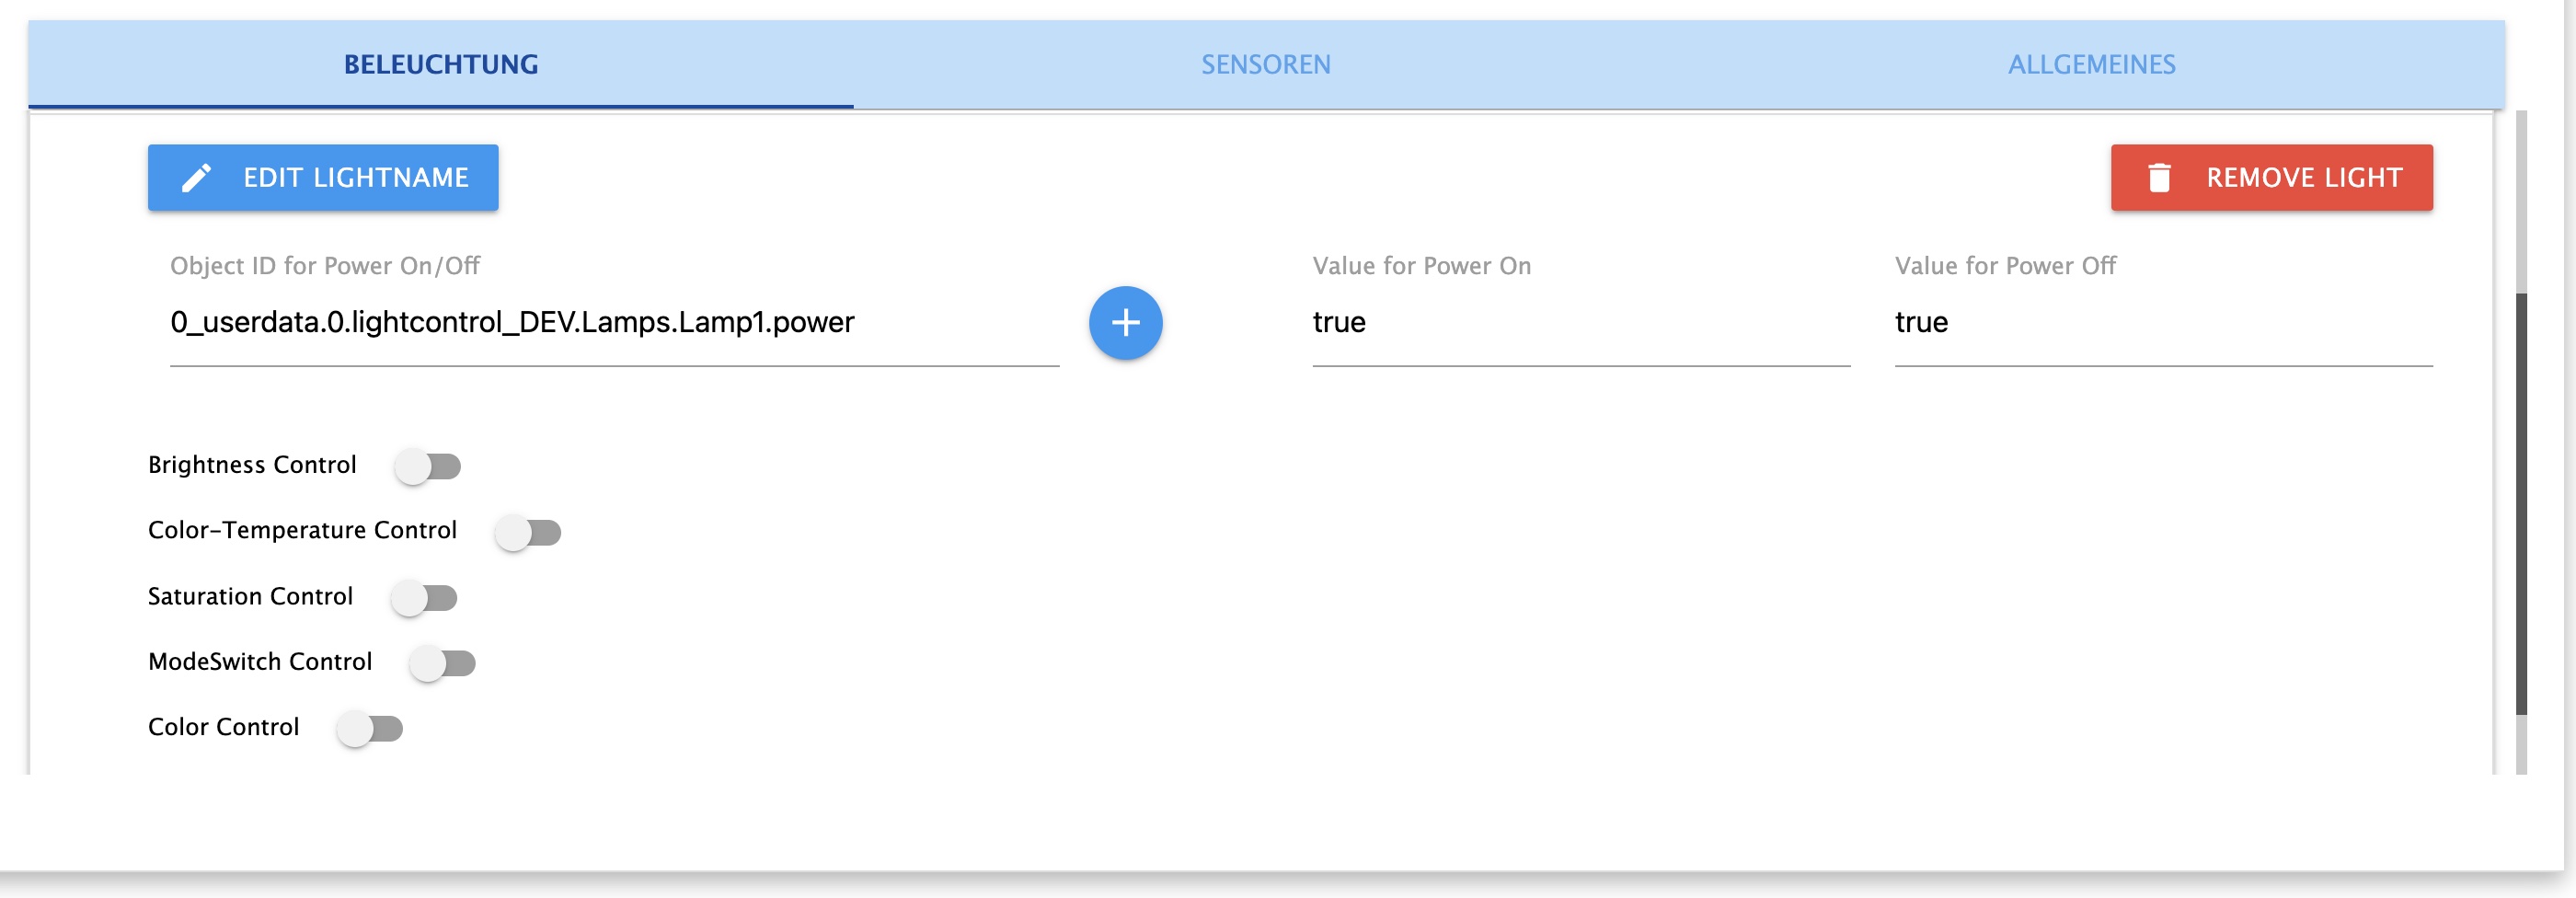 BELEUCHTUNG SENSOREN ALLGEMEINES
EDIT LIGHTNAME REMOVE LIGHT
Object ID for Power On/Off Value for Power On Value for Power Off
0_userdata.0.lightcontrol_DEV.Lamps.Lamp1.power true true
Brightness Control
Color-Temperature Control
Saturation Control
ModeSwitch Control
Color Control